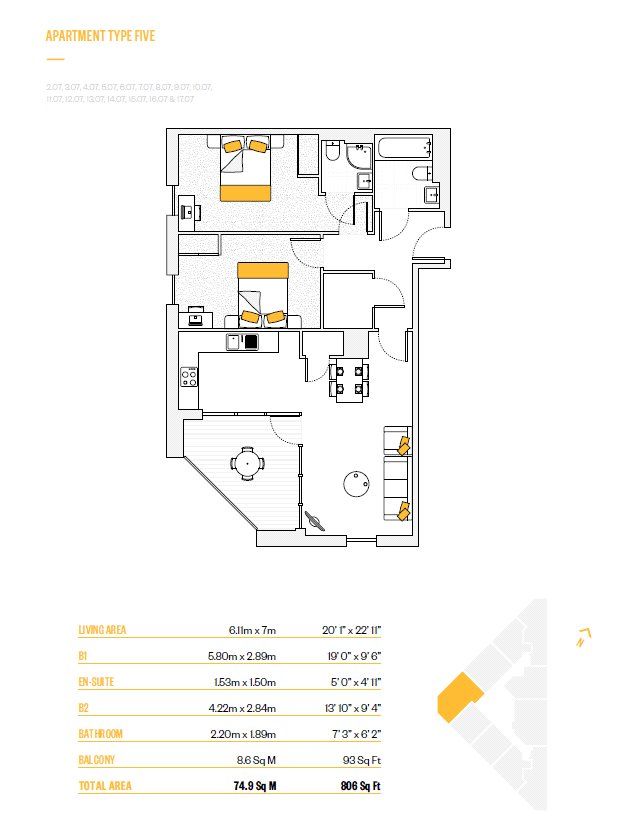 APARTMENT TYPE FIVE
2.07, 3.07, 4.07, 5.07, 6.07, 7.07, 8.07, 9.07, 10.07,
11.07, 12.07, 13.07, 14.07, 15.07, 16.07 & 17.07
LIVING AREA 6.11m x 7m 20' 1" x 22' 11"
B1 5.80m x 2.89m 19' 0" x 9' 6"
EN-SUITE 1.53m x 1.50m 5' 0" x 4' 11"
B2 4.22m x 2.84m 13' 10" x 9' 4"
BATHROOM 2.20m x 1.89m 7' 3" x 6' 2"
BALCONY 8.6 Sq M 93 Sq Ft
TOTAL AREA 74.9 Sq M 806 Sq Ft
N